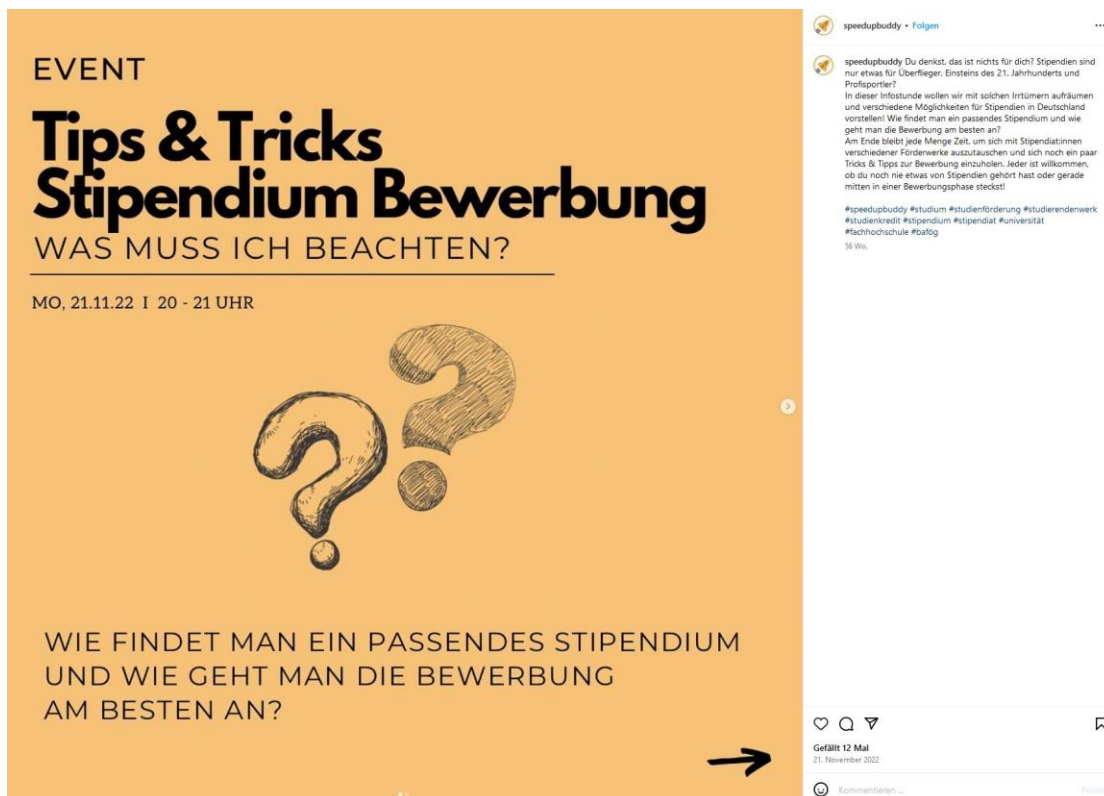 EVENT
Tips & Tricks
Stipendium Bewerbung
WAS MUSS ICH BEACHTEN?
MO, 21.11.22 I 20 - 21 UHR
WIE FINDET MAN EIN PASSENDES STIPENDIUM
UND WIE GEHT MAN DIE BEWERBUNG
AM BESTEN AN?
speedupbuddy • Folgen
speedupbuddy Du denkst, das ist nichts für dich? Stipendien sind
nur etwas für Überflieger, Einsteins des 21. Jahrhunderts und
Profisportler?
In dieser Infostunde wollen wir mit solchen Irrtümern aufräumen
und verschiedene Möglichkeiten für Stipendien in Deutschland
vorstellen! Wie findet man ein passendes Stipendium und wie
geht man die Bewerbung am besten an?
Am Ende bleibt jede Menge Zeit, um sich mit Stipendiat:innen
verschiedener Förderwerke auszutauschen und sich noch ein paar
Tricks & Tipps zur Bewerbung einzuholen. Jeder ist willkommen,
ob du noch nie etwas von Stipendien gehört hast oder gerade
mitten in einer Bewerbungsphase steckst!
#speedupbuddy #studium #studienförderung #studierendenwerk
#studienkredit #stipendium #stipendiat #universität
#fachhochschule #bafög
56 Wo.
Gefällt 12 Mal
21. November 2022
Kommentieren ...